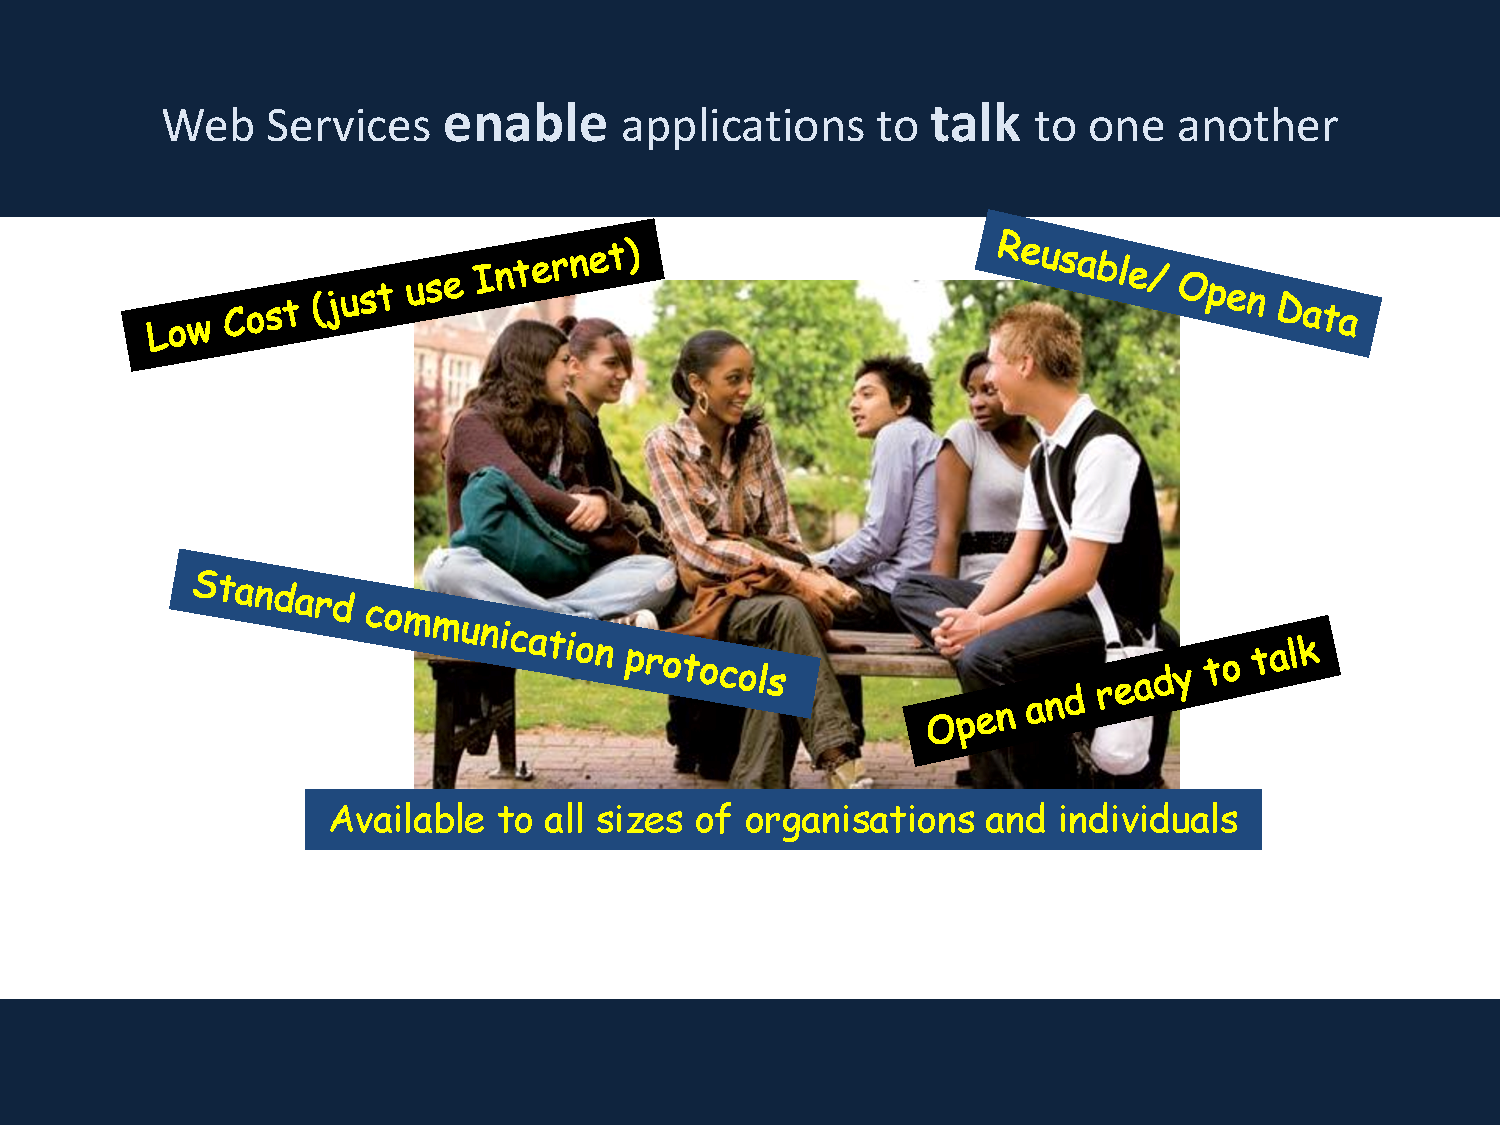 Web Services enable applications to talk to one another
Low Cost (just use Internet)
Reusable/ Open Data
Standard communication protocols
Open and ready to talk
Available to all sizes of organisations and individuals